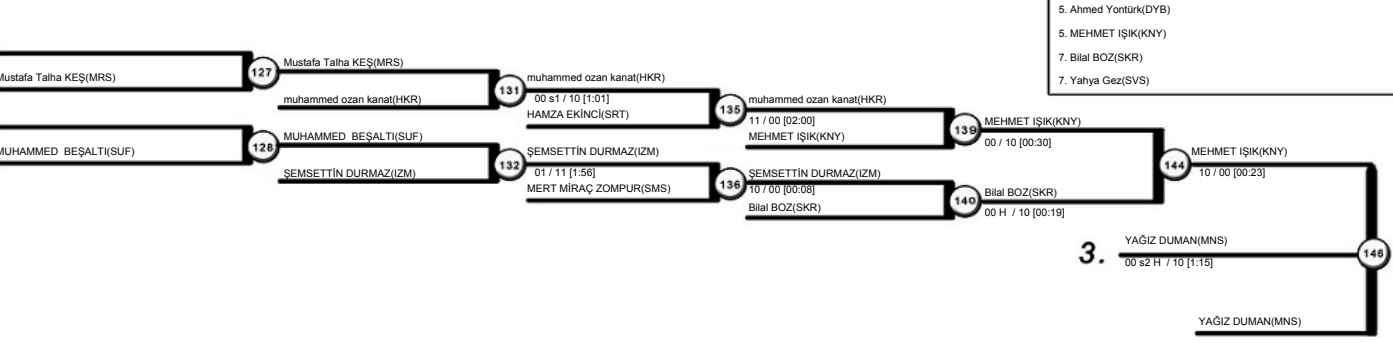 5. Ahmed Yontürk(DYB)
5. MEHMET IŞIK(KNY)
7. Bilal BOZ(SKR)
7. Yahya Gez(SVS)
Mustafa Talha KEŞ(MRS)
127
Mustafa Talha KEŞ(MRS)
muhammed ozan kanat(HKR)
131
muhammed ozan kanat(HKR)
00 s1 / 10 [1:01]
HAMZA EKİNCİ(SRT)
135
muhammed ozan kanat(HKR)
11 / 00 [02:00]
MEHMET IŞIK(KNY)
139
MEHMET IŞIK(KNY)
00 / 10 [00:30]
MUHAMMED BEŞALTI(SUF)
128
MUHAMMED BEŞALTI(SUF)
ŞEMSETTİN DURMAZ(IZM)
132
ŞEMSETTİN DURMAZ(IZM)
01 / 11 [1:56]
MERT MİRAÇ ZOMPUR(SMS)
136
ŞEMSETTİN DURMAZ(IZM)
10 / 00 [00:08]
Bilal BOZ(SKR)
140
Bilal BOZ(SKR)
00 H / 10 [00:19]
144
MEHMET IŞIK(KNY)
10 / 00 [00:23]
3.
YAĞIZ DUMAN(MNS)
00 s2 H / 10 [1:15]
146
YAĞIZ DUMAN(MNS)